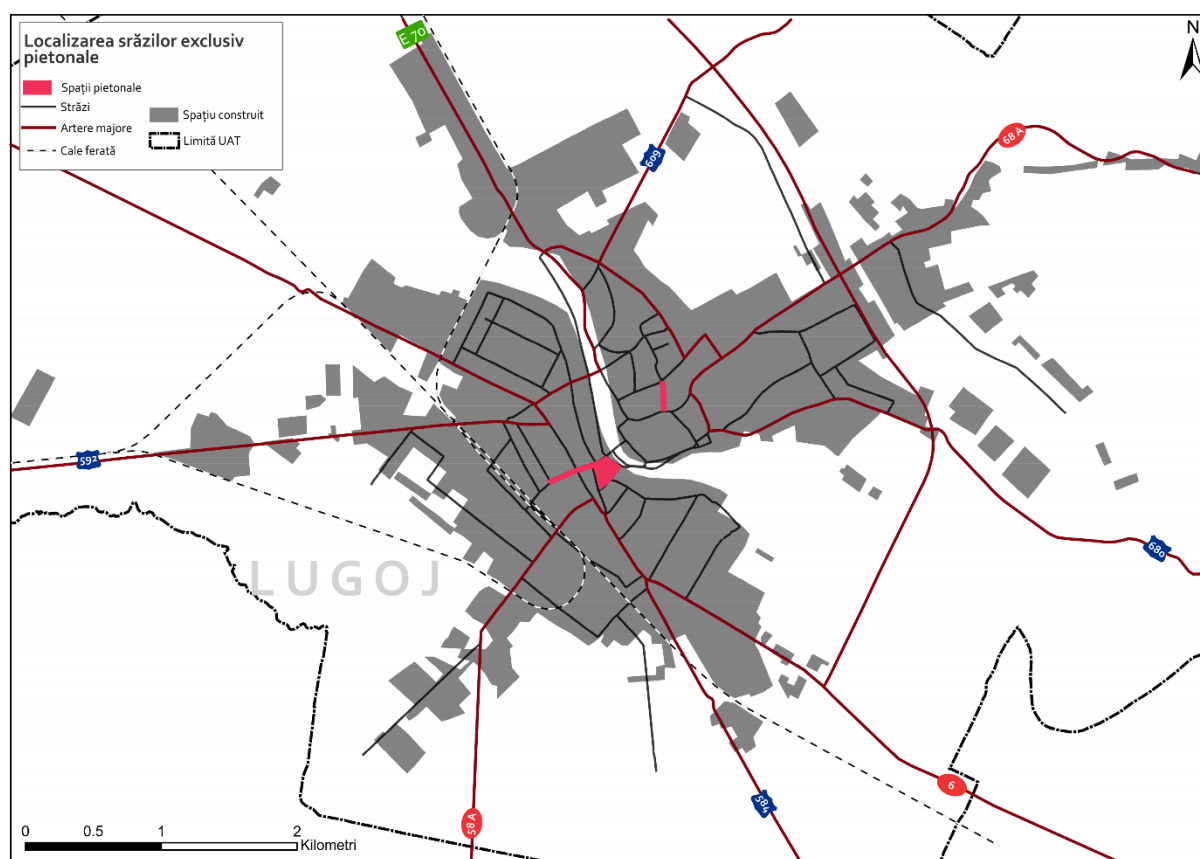 Localizarea srăzilor exclusiv
pietonale
Spații pietonale
Străzi
Artere majore
Cale ferată
Spațiu construit
Limită UAT
E 70
N
609
68 A
592
LUGOJ
680
58 A
584
6
0 0.5 1 2
Kilometri